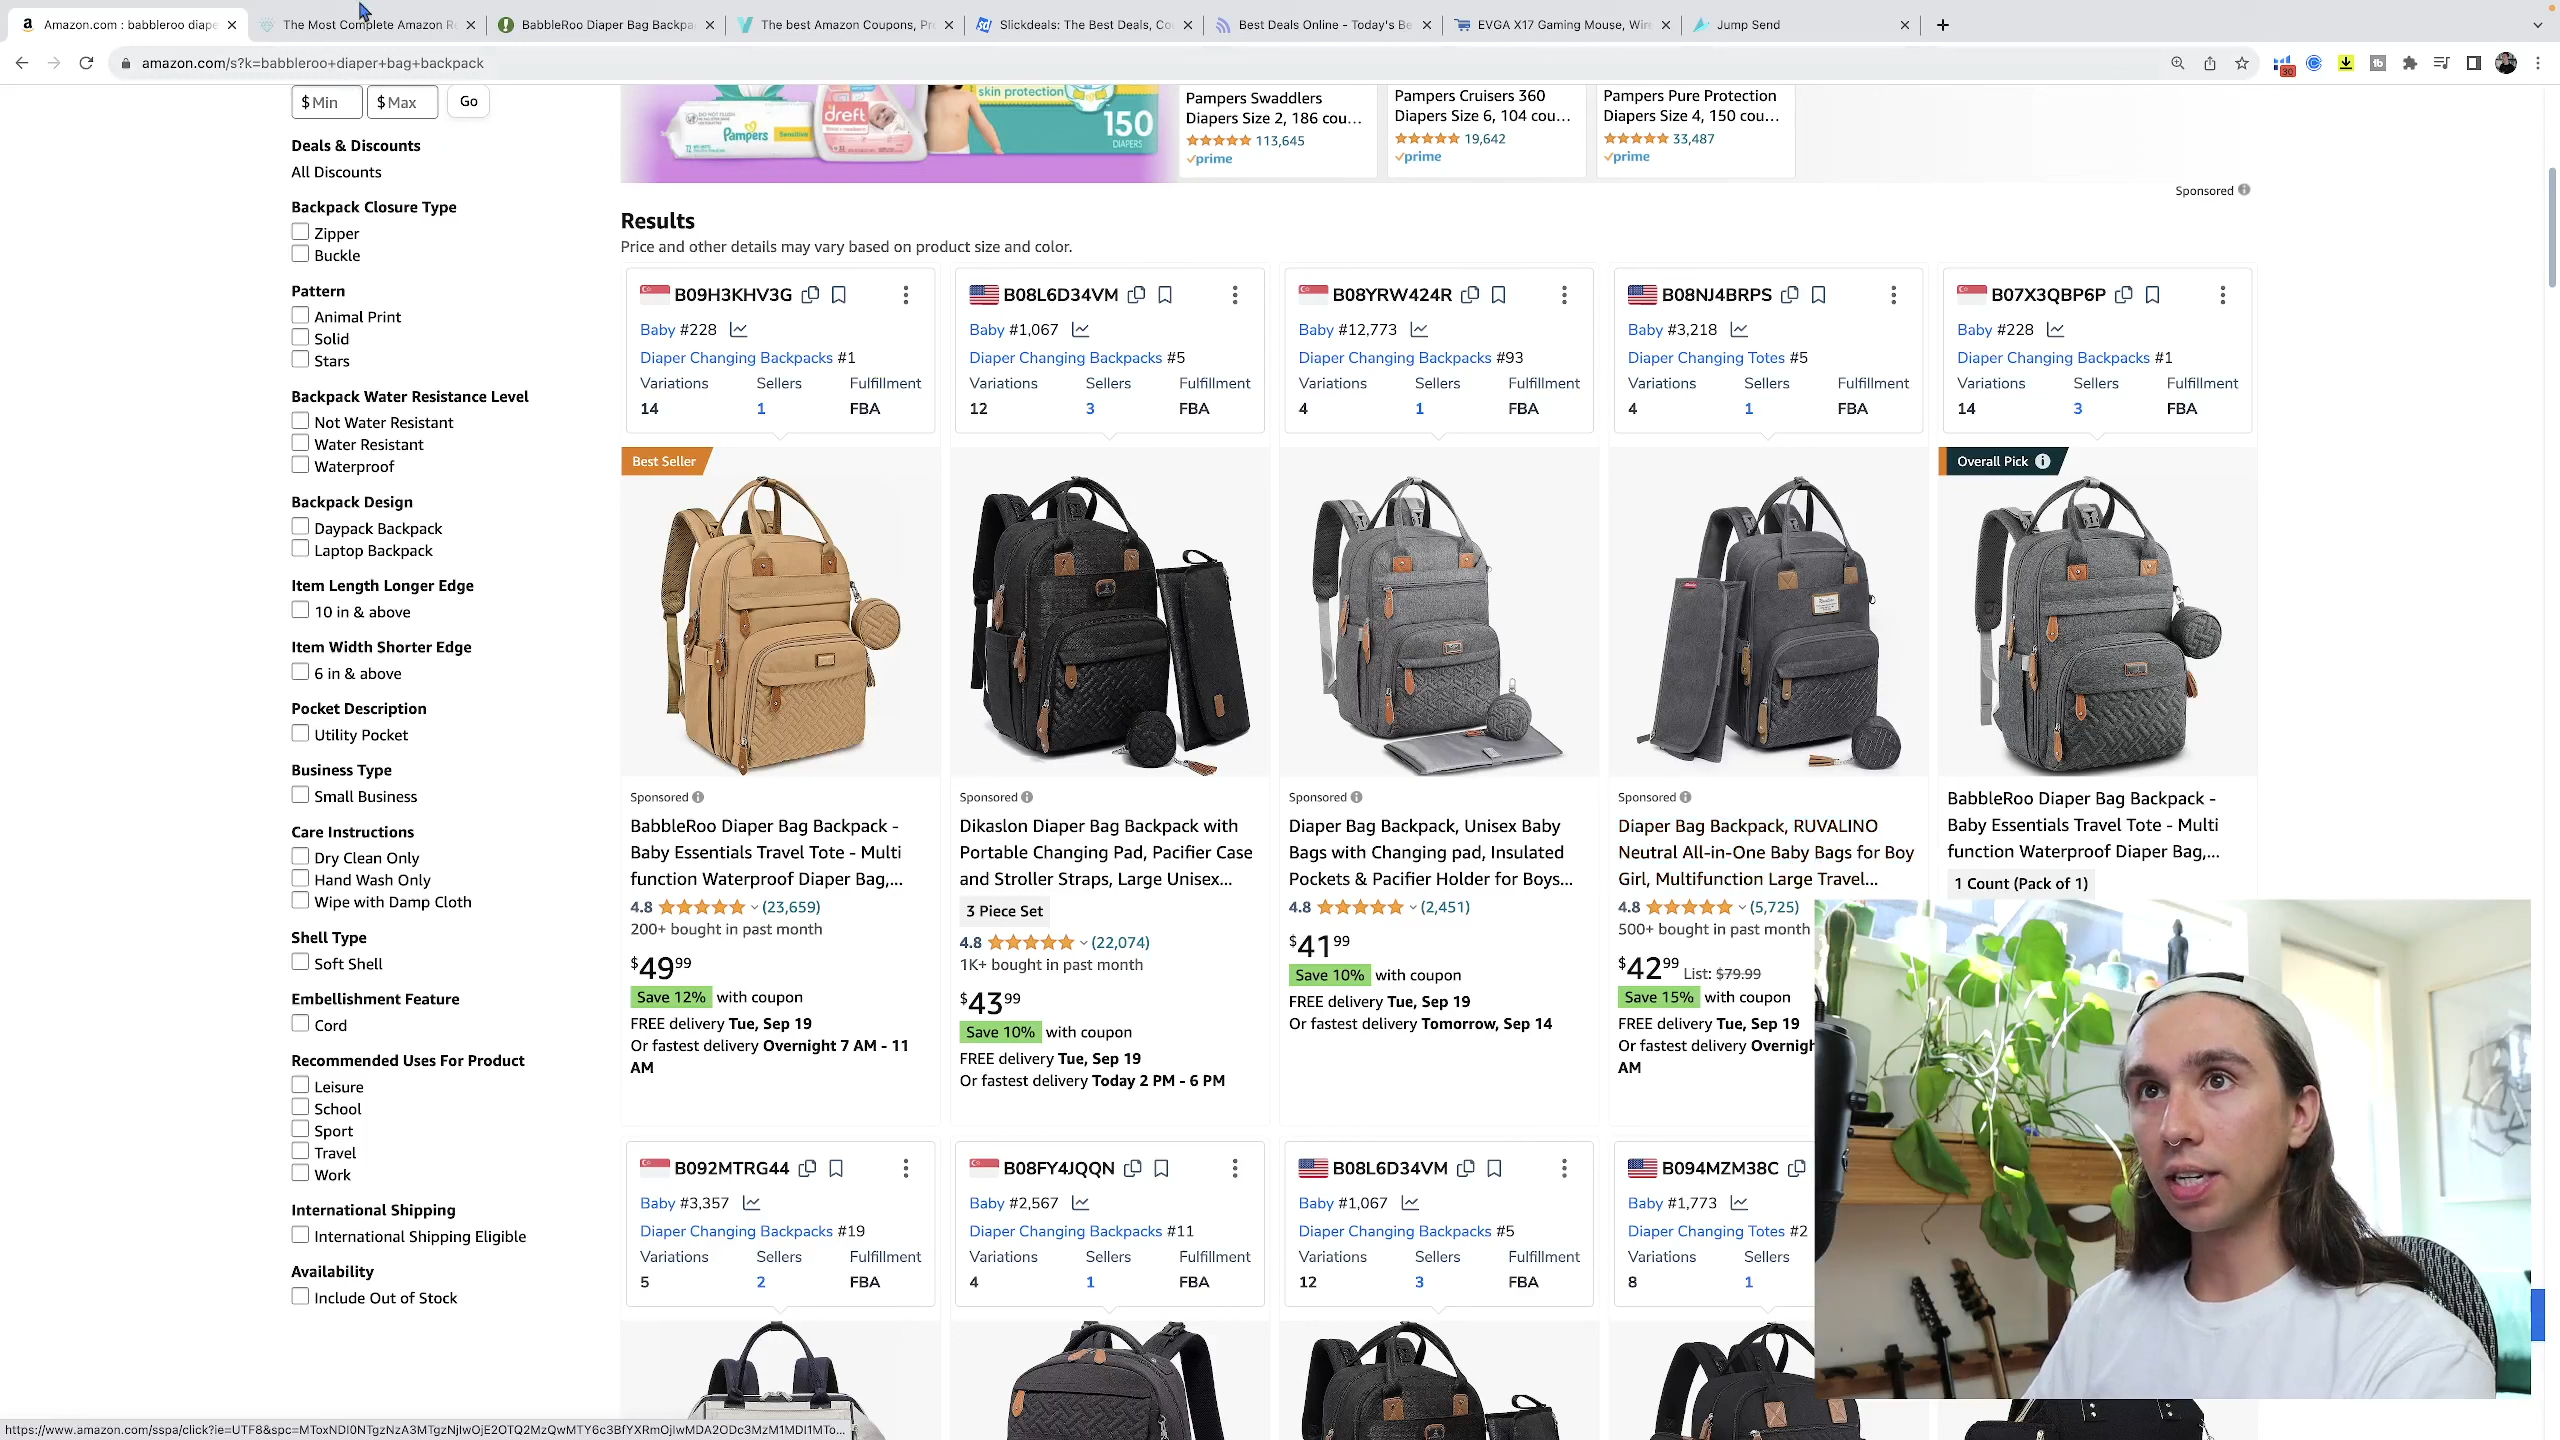 Amazon.com : babbleroo diape
The Most Complete Amazon Re
BabbleRoo Diaper Bag Backpa
The best Amazon Coupons, Pr
Slickdeals: The Best Deals, Co
Best Deals Online - Today's Be
EVGA X17 Gaming Mouse, Wire
Jump Send
amazon.com/s?k=babbleroo+diaper+bag+backpack
30
$ Min
$ Max
Go
Deals & Discounts
All Discounts
Backpack Closure Type
Zipper
Buckle
Pattern
Animal Print
Solid
Stars
Backpack Water Resistance Level
Not Water Resistant
Water Resistant
Waterproof
Backpack Design
Daypack Backpack
Laptop Backpack
Item Length Longer Edge
10 in & above
Item Width Shorter Edge
6 in & above
Pocket Description
Utility Pocket
Business Type
Small Business
Care Instructions
Dry Clean Only
Hand Wash Only
Wipe with Damp Cloth
Shell Type
Soft Shell
Embellishment Feature
Cord
Recommended Uses For Product
Leisure
School
Sport
Travel
Work
International Shipping
International Shipping Eligible
Availability
Include Out of Stock
Pampers
Sensitive
dreft
skin protection
150
DIAPERS
Pampers Swaddlers
Diapers Size 2, 186 cou...
113,645
prime
Pampers Cruisers 360
Diapers Size 6, 104 cou...
19,642
prime
Pampers Pure Protection
Diapers Size 4, 150 cou...
33,487
prime
Sponsored
Results
Price and other details may vary based on product size and color.
B09H3KHV3G
Baby #228
Diaper Changing Backpacks #1
Variations Sellers Fulfillment
14 1 FBA
B08L6D34VM
Baby #1,067
Diaper Changing Backpacks #5
Variations Sellers Fulfillment
12 3 FBA
B08YRW424R
Baby #12,773
Diaper Changing Backpacks #93
Variations Sellers Fulfillment
4 1 FBA
B08NJ4BRPS
Baby #3,218
Diaper Changing Totes #5
Variations Sellers Fulfillment
4 1 FBA
B07X3QBP6P
Baby #228
Diaper Changing Backpacks #1
Variations Sellers Fulfillment
14 3 FBA
Best Seller
Overall Pick
Sponsored
BabbleRoo Diaper Bag Backpack -
Baby Essentials Travel Tote - Multi
function Waterproof Diaper Bag,...
4.8 (23,659)
200+ bought in past month
$49.99
Save 12% with coupon
FREE delivery Tue, Sep 19
Or fastest delivery Overnight 7 AM - 11
AM
Sponsored
Dikaslon Diaper Bag Backpack with
Portable Changing Pad, Pacifier Case
and Stroller Straps, Large Unisex...
3 Piece Set
4.8 (22,074)
1K+ bought in past month
$43.99
Save 10% with coupon
FREE delivery Tue, Sep 19
Or fastest delivery Today 2 PM - 6 PM
Sponsored
Diaper Bag Backpack, Unisex Baby
Bags with Changing pad, Insulated
Pockets & Pacifier Holder for Boys...
4.8 (2,451)
$41.99
Save 10% with coupon
FREE delivery Tue, Sep 19
Or fastest delivery Tomorrow, Sep 14
Sponsored
Diaper Bag Backpack, RUVALINO
Neutral All-in-One Baby Bags for Boy
Girl, Multifunction Large Travel...
4.8 (5,725)
500+ bought in past month
$42.99 List: $79.99
Save 15% with coupon
FREE delivery Tue, Sep 19
Or fastest delivery Overnigh
AM
BabbleRoo Diaper Bag Backpack -
Baby Essentials Travel Tote - Multi
function Waterproof Diaper Bag,...
1 Count (Pack of 1)
B092MTRG44
Baby #3,357
Diaper Changing Backpacks #19
Variations Sellers Fulfillment
5 2 FBA
B08FY4JQQN
Baby #2,567
Diaper Changing Backpacks #11
Variations Sellers Fulfillment
4 1 FBA
B08L6D34VM
Baby #1,067
Diaper Changing Backpacks #5
Variations Sellers Fulfillment
12 3 FBA
B094MZM38C
Baby #1,773
Diaper Changing Totes #2
Variations Sellers
8 1